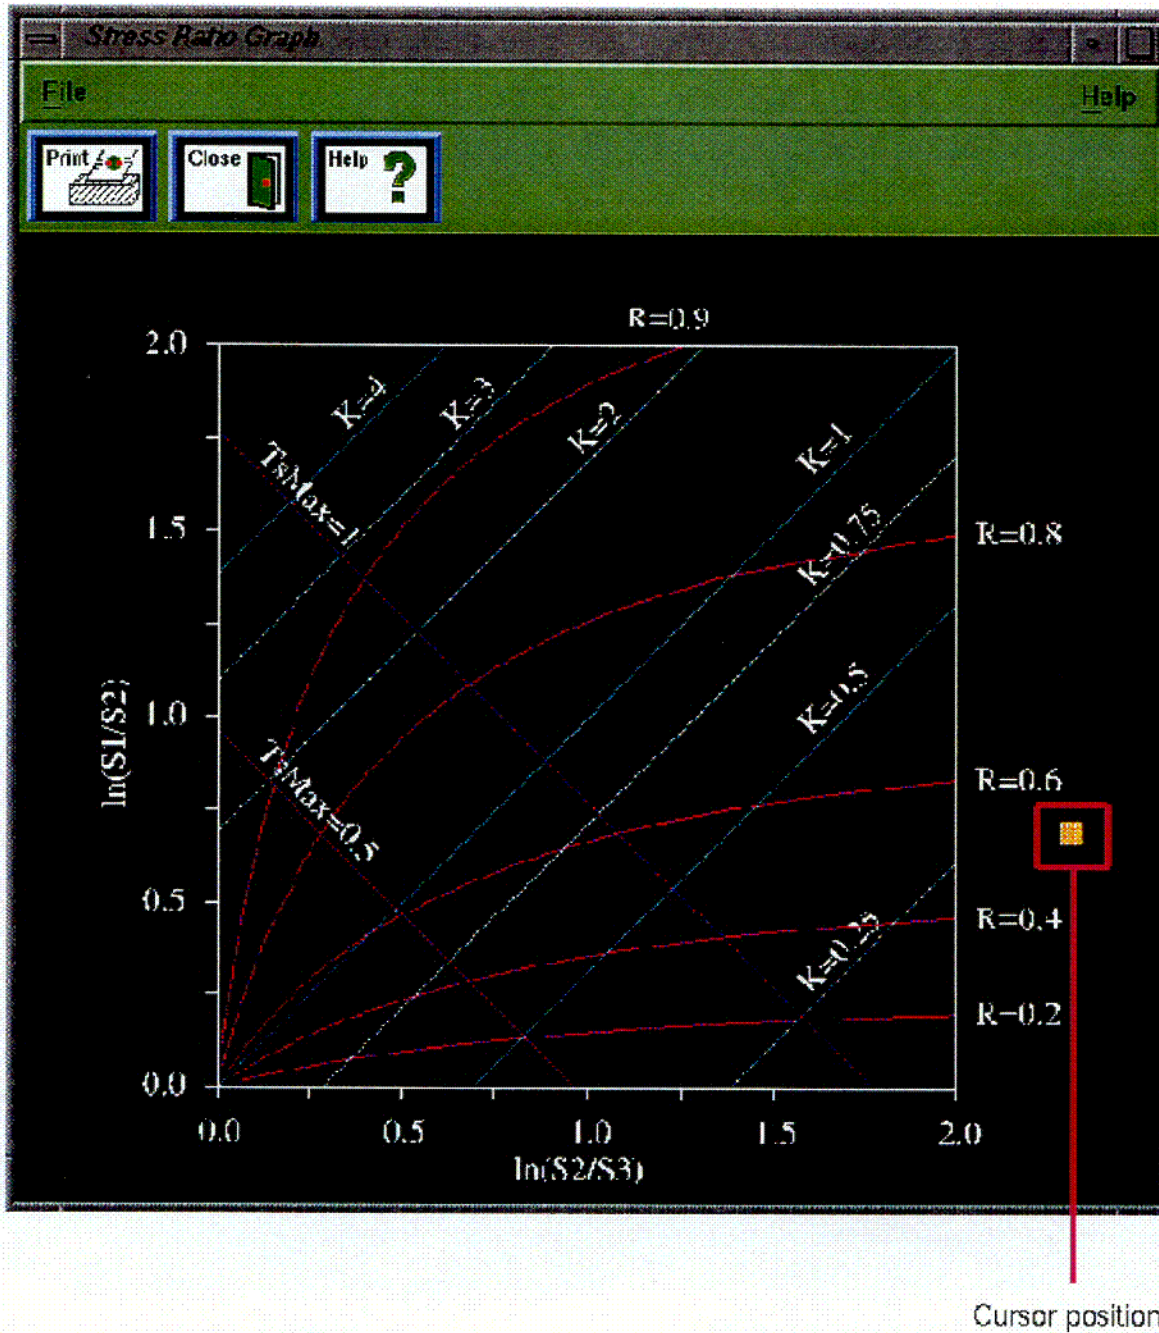 Stress Ratio Graph
File Help
Print Close Help
R=0.9
2.0
1.5
1.0
0.5
0.0
ln(S1/S2)
K=4
K=3
K=2
K=1
K=0.75
K=0.5
K=0.25
TsMax=1
TsMax=0.5
R=0.8
R=0.6
R=0.4
R=0.2
0.0 0.5 1.0 1.5 2.0
ln(S2/S3)
Cursor position